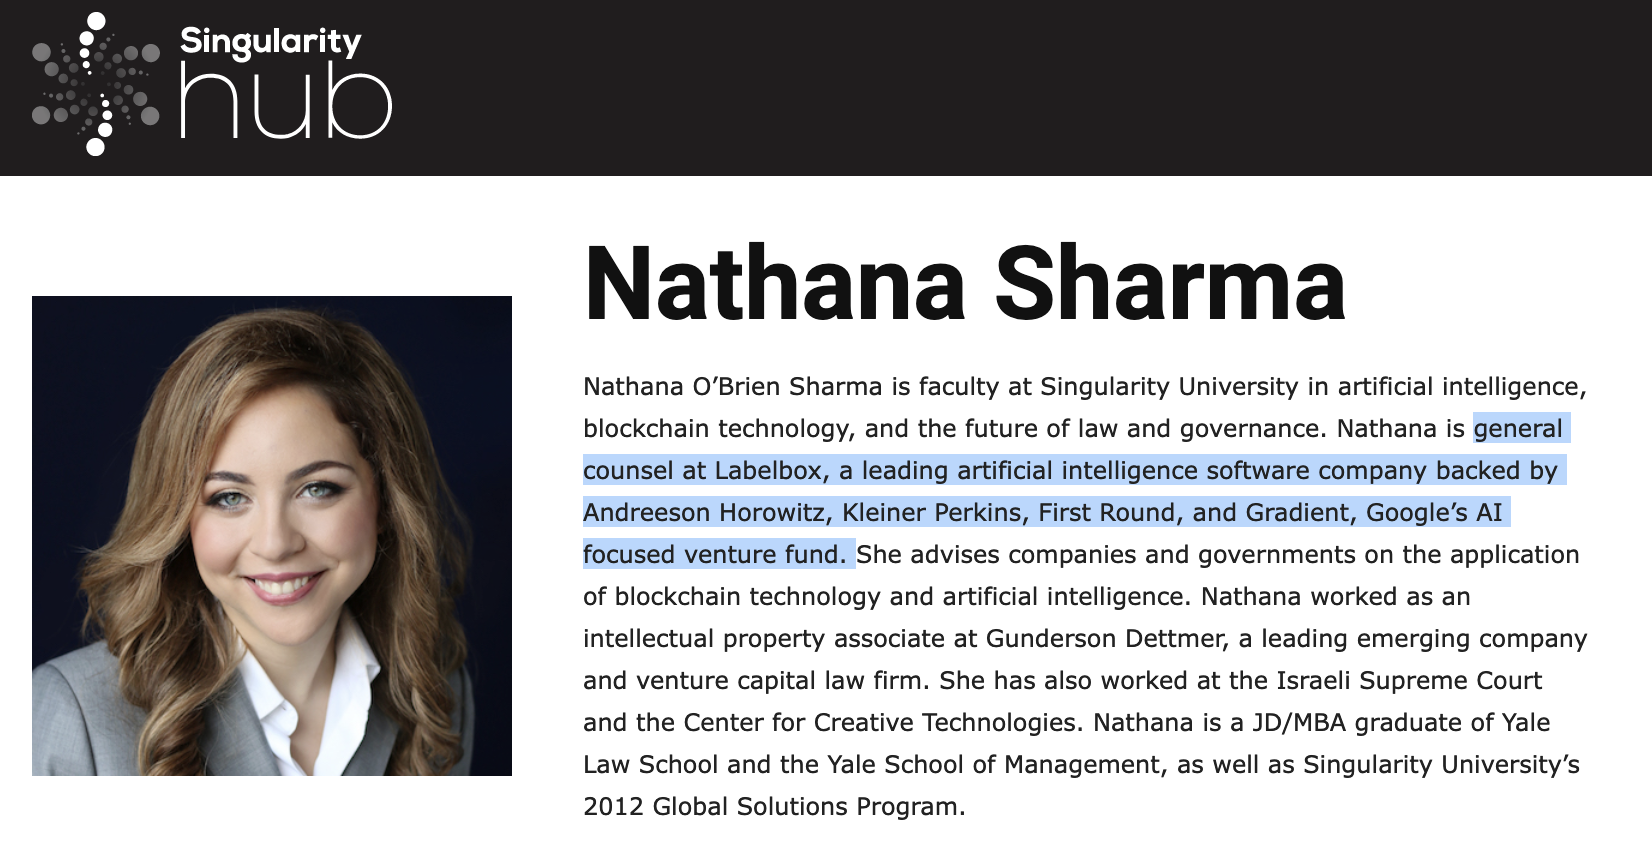 Singularity
hub
Nathana Sharma
Nathana O’Brien Sharma is faculty at Singularity University in artificial intelligence,
blockchain technology, and the future of law and governance. Nathana is general
counsel at Labelbox, a leading artificial intelligence software company backed by
Andreeson Horowitz, Kleiner Perkins, First Round, and Gradient, Google’s AI
focused venture fund. She advises companies and governments on the application
of blockchain technology and artificial intelligence. Nathana worked as an
intellectual property associate at Gunderson Dettmer, a leading emerging company
and venture capital law firm. She has also worked at the Israeli Supreme Court
and the Center for Creative Technologies. Nathana is a JD/MBA graduate of Yale
Law School and the Yale School of Management, as well as Singularity University’s
2012 Global Solutions Program.